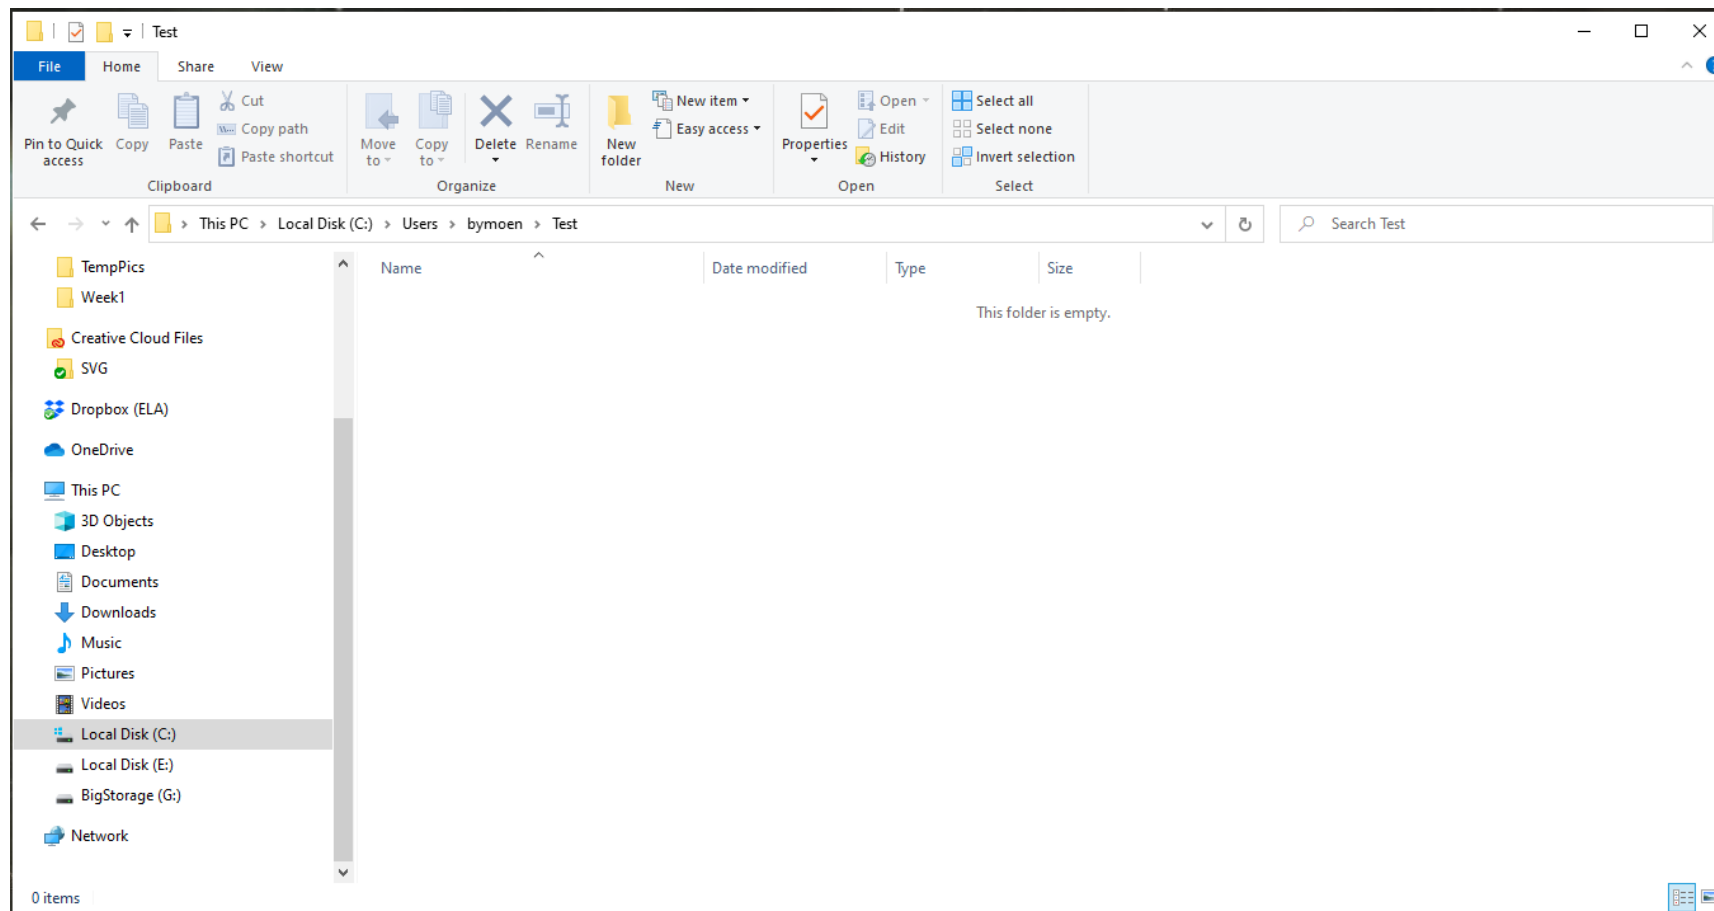 Test
File Home Share View
Pin to Quick access
Copy
Paste
Cut
Copy path
Paste shortcut
Clipboard
Move to
Copy to
Delete
Rename
Organize
New folder
New item
Easy access
New
Properties
Open
Edit
History
Open
Select all
Select none
Invert selection
Select
This PC > Local Disk (C:) > Users > bymoen > Test
Search Test
Name Date modified Type Size
This folder is empty.
TempPics
Week1
Creative Cloud Files
SVG
Dropbox (ELA)
OneDrive
This PC
3D Objects
Desktop
Documents
Downloads
Music
Pictures
Videos
Local Disk (C:)
Local Disk (E:)
BigStorage (G:)
Network
0 items